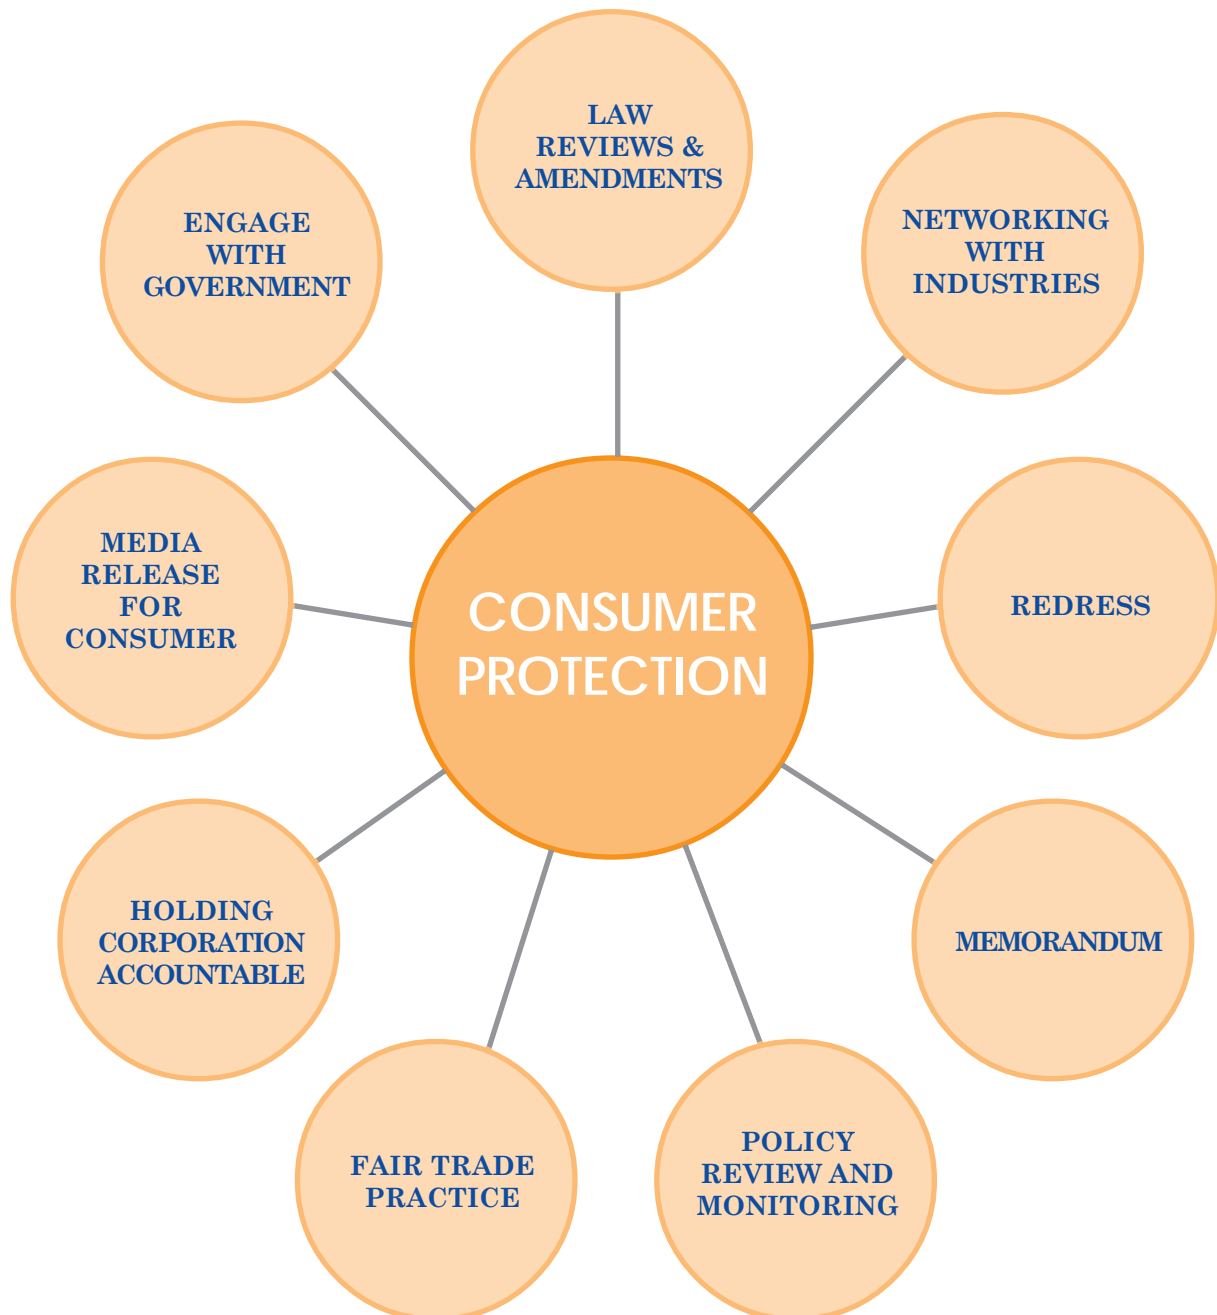 LAW
REVIEWS &
AMENDMENTS
ENGAGE
WITH
GOVERNMENT
NETWORKING
WITH
INDUSTRIES
MEDIA
RELEASE
FOR
CONSUMER
CONSUMER
PROTECTION
REDRESS
HOLDING
CORPORATION
ACCOUNTABLE
MEMORANDUM
FAIR TRADE
PRACTICE
POLICY
REVIEW AND
MONITORING